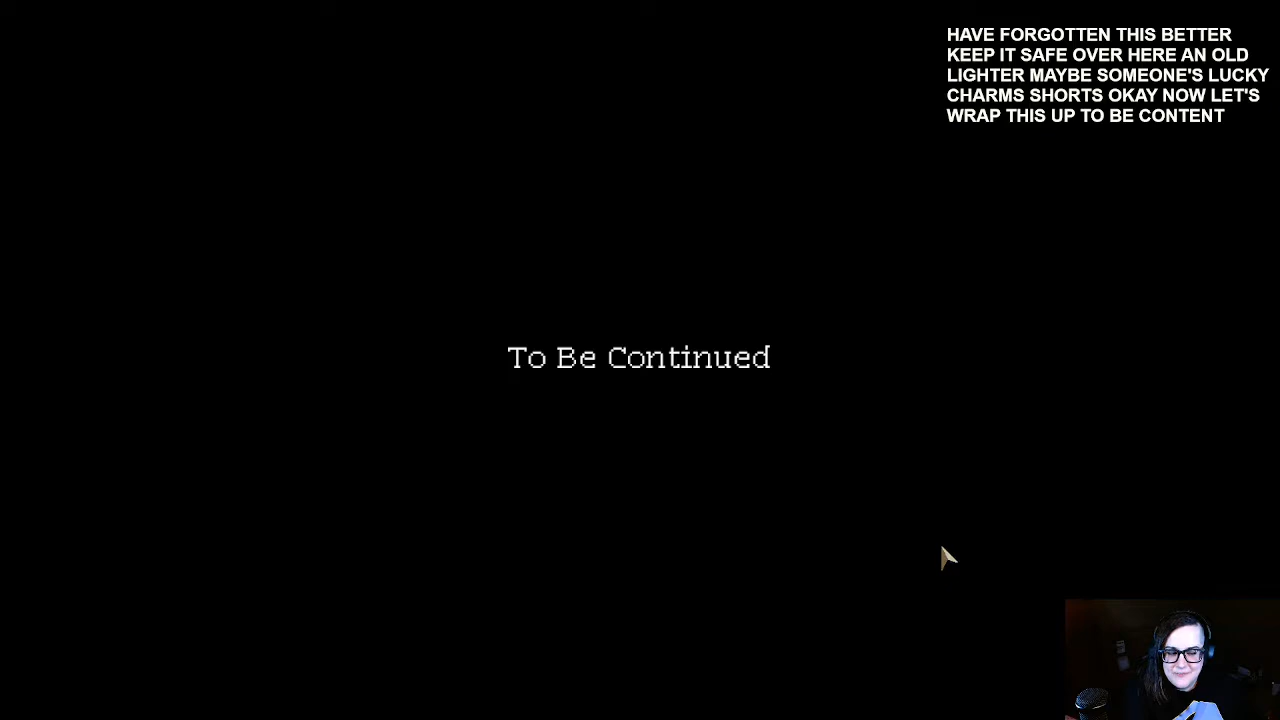 HAVE FORGOTTEN THIS BETTER
KEEP IT SAFE OVER HERE AN OLD
LIGHTER MAYBE SOMEONE'S LUCKY
CHARMS SHORTS OKAY NOW LET'S
WRAP THIS UP TO BE CONTENT
To Be Continued